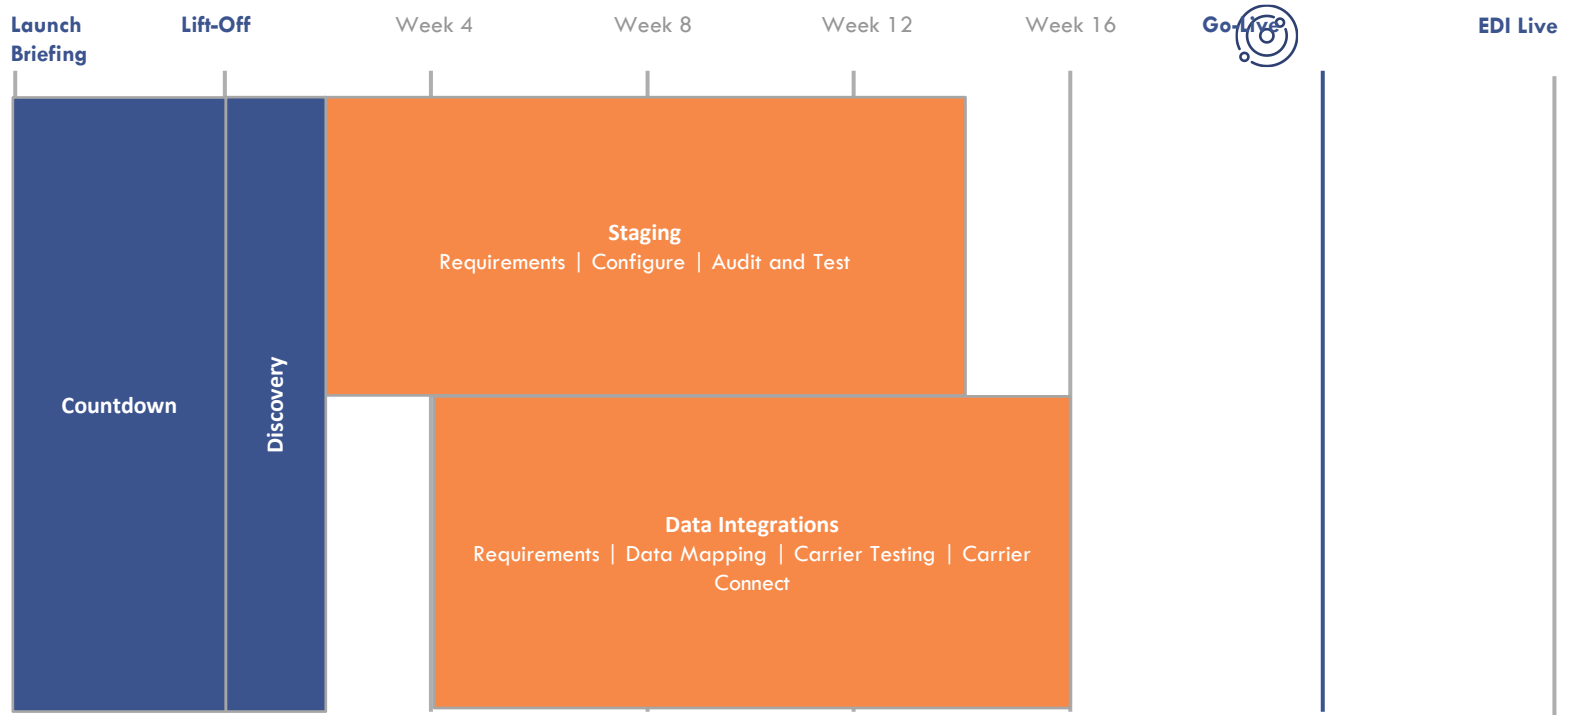 Launch
Briefing
Lift-Off
Week 4
Week 8
Week 12
Week 16
Go-Live
EDI Live
Staging
Requirements | Configure | Audit and Test
Countdown
Discovery
Data Integrations
Requirements | Data Mapping | Carrier Testing | Carrier
Connect